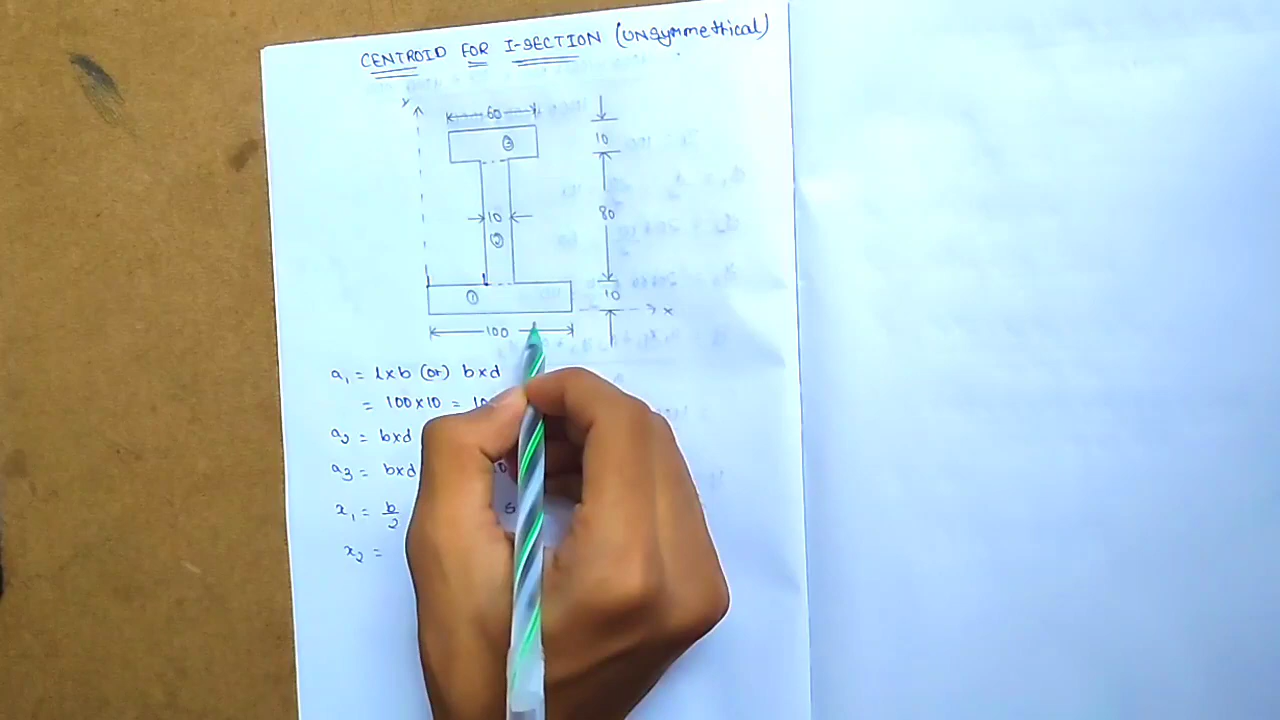 CENTROID FOR I-SECTION (UNSymmetrical)
Y
60
③
10
10
80
②
①
10
x
100
a₁ = l×b (or) b×d
= 100×10 =
a₂ = b×d
a₃ = b×d
x₁ = b/2
x₂ =